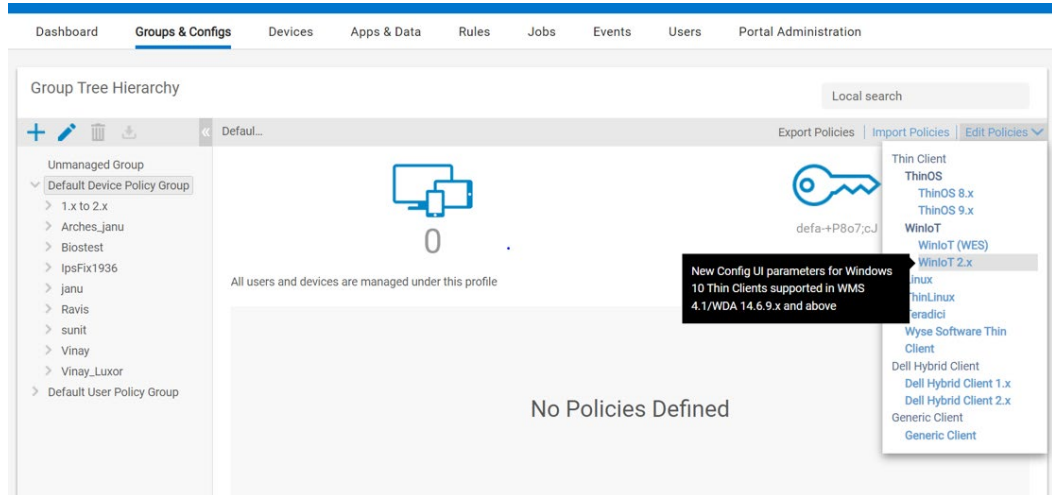 Dashboard Groups & Configs Devices Apps & Data Rules Jobs Events Users Portal Administration
Group Tree Hierarchy
Local search
Defaul...
Export Policies | Import Policies | Edit Policies
Unmanaged Group
Default Device Policy Group
1.x to 2.x
Arches_janu
Biostest
IpsFix1936
janu
Ravis
sunit
Vinay
Vinay_Luxor
Default User Policy Group
0
All users and devices are managed under this profile
defa-+P8o7;cJ
No Policies Defined
Thin Client
ThinOS
ThinOS 8.x
ThinOS 9.x
WinIoT
WinIoT (WES)
WinIoT 2.x
New Config UI parameters for Windows
10 Thin Clients supported in WMS
4.1/WDA 14.6.9.x and above
Linux
ThinLinux
Teradici
Wyse Software Thin
Client
Dell Hybrid Client
Dell Hybrid Client 1.x
Dell Hybrid Client 2.x
Generic Client
Generic Client